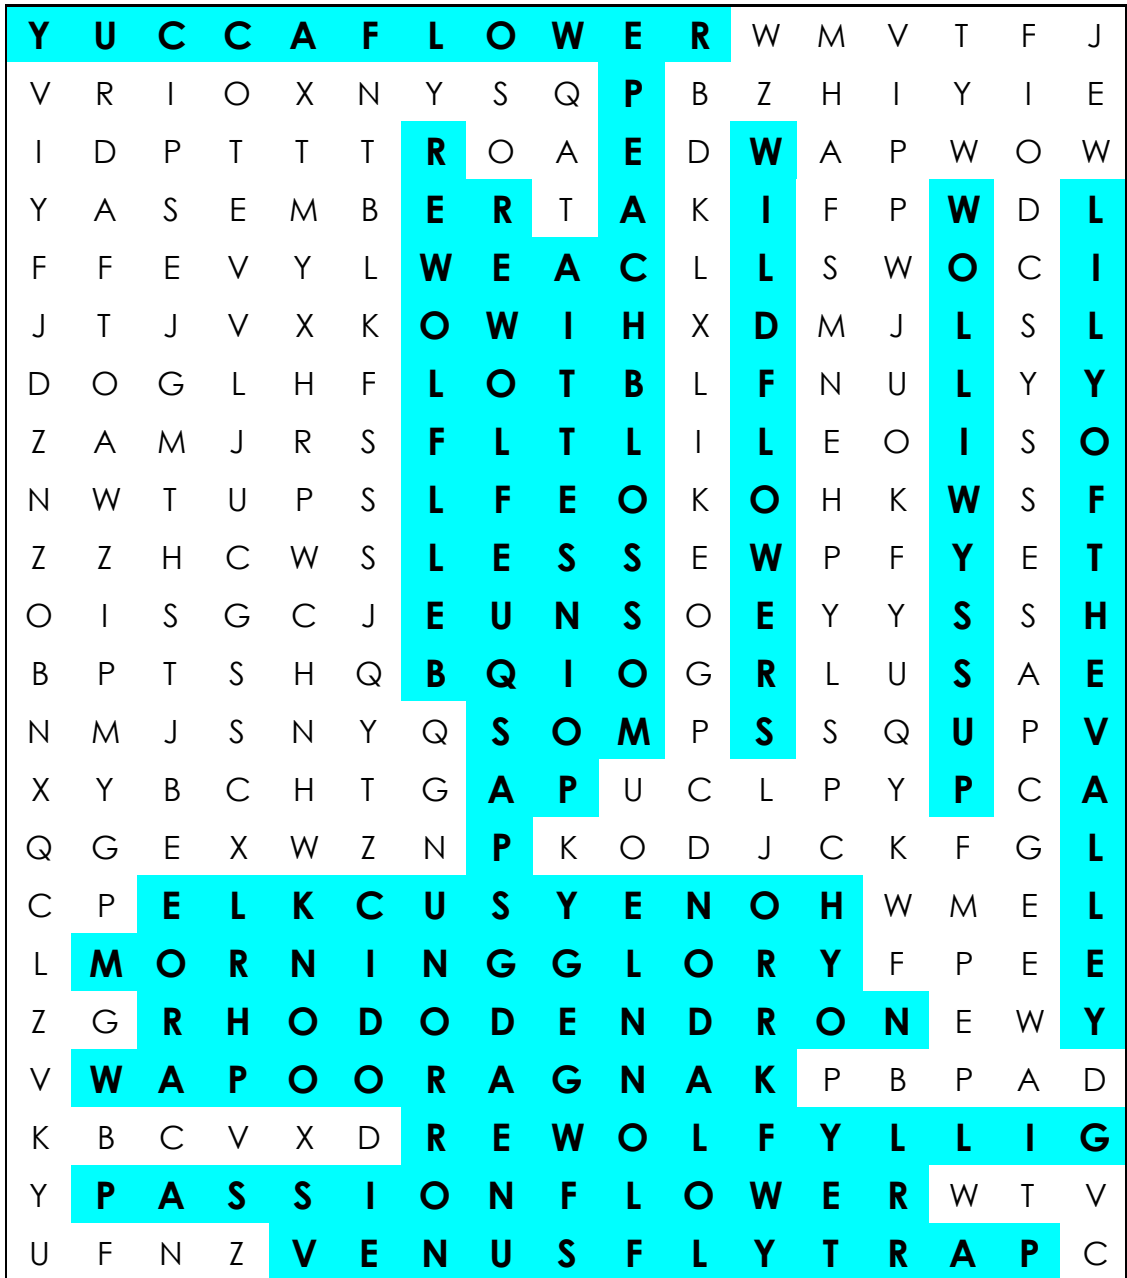 Y U C C A F L O W E R W M V T F J
V R I O X N Y S Q P B Z H I Y I E
I D P T T T R O A E D W A P W O W
Y A S E M B E R T A K I F P W D L
F F E V Y L W E A C L L S W O C I
J T J V X K O W I H X D M J L S L
D O G L H F L O T B L F N U L Y Y
Z A M J R S F L T L I L E O I S O
N W T U P S L F E O K O H K W S F
Z Z H C W S L E S S E W P F Y E T
O I S G C J E U N S O E Y Y S S H
B P T S H Q B Q I O G R L U S A E
N M J S N Y Q S O M P S S Q U P V
X Y B C H T G A P U C L P Y P C A
Q G E X W Z N P K O D J C K F G L
C P E L K C U S Y E N O H W M E L
L M O R N I N G G L O R Y F P E E
Z G R H O D O D E N D R O N E W Y
V W A P O O R A G N A K P B P A D
K B C V X D R E W O L F Y L L I G
Y P A S S I O N F L O W E R W T V
U F N Z V E N U S F L Y T R A P C